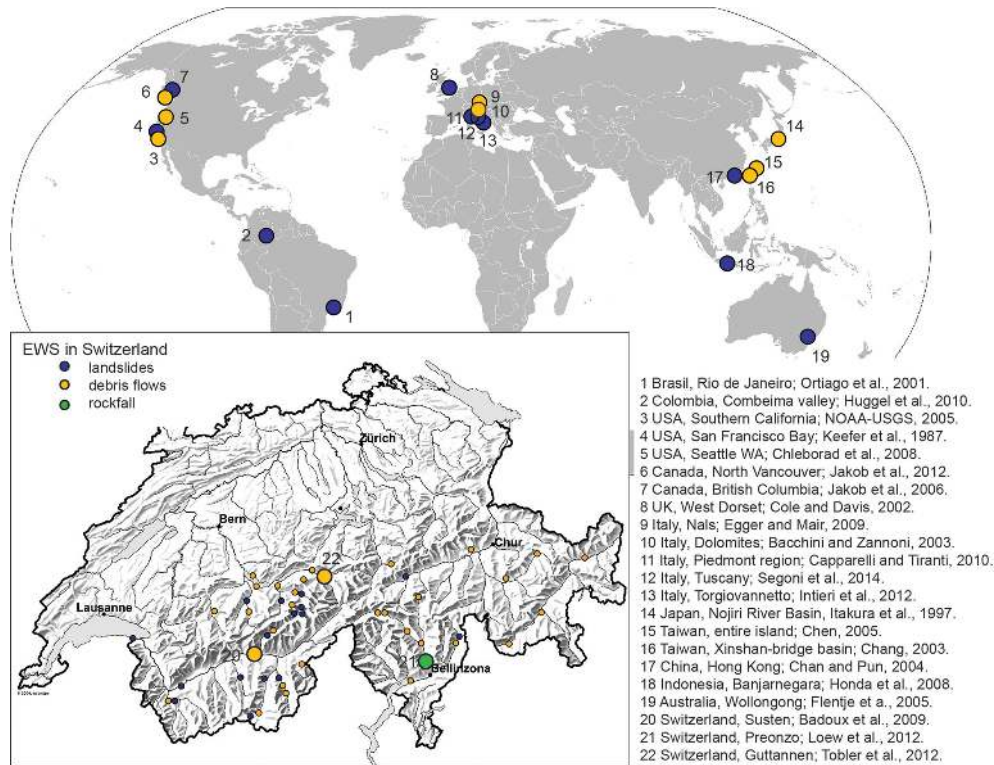 7
8
6
9
5
10
4
11
14
12
13
3
15
17
16
2
18
1
19
EWS in Switzerland
landslides
debris flows
rockfall
Zürich
Bern
Chur
22
Lausanne
20
Bellinzona
1 Brasil, Rio de Janeiro; Ortiago et al., 2001.
2 Colombia, Combeima valley; Huggel et al., 2010.
3 USA, Southern California; NOAA-USGS, 2005.
4 USA, San Francisco Bay; Keefer et al., 1987.
5 USA, Seattle WA; Chleborad et al., 2008.
6 Canada, North Vancouver; Jakob et al., 2012.
7 Canada, British Columbia; Jakob et al., 2006.
8 UK, West Dorset; Cole and Davis, 2002.
9 Italy, Nals; Egger and Mair, 2009.
10 Italy, Dolomites; Bacchini and Zannoni, 2003.
11 Italy, Piedmont region; Capparelli and Tiranti, 2010.
12 Italy, Tuscany; Segoni et al., 2014.
13 Italy, Torgiovannetto; Intieri et al., 2012.
14 Japan, Nojiri River Basin, Itakura et al., 1997.
15 Taiwan, entire island; Chen, 2005.
16 Taiwan, Xinshan-bridge basin; Chang, 2003.
17 China, Hong Kong; Chan and Pun, 2004.
18 Indonesia, Banjarnegara; Honda et al., 2008.
19 Australia, Wollongong; Flentje e a., 2005.
20 Switzerland, Susten; Badoux et al., 2009.
21 Switzerland, Preonzo; Loew et al., 2012.
22 Switzerland, Guttannen; Tobler et al., 2012.